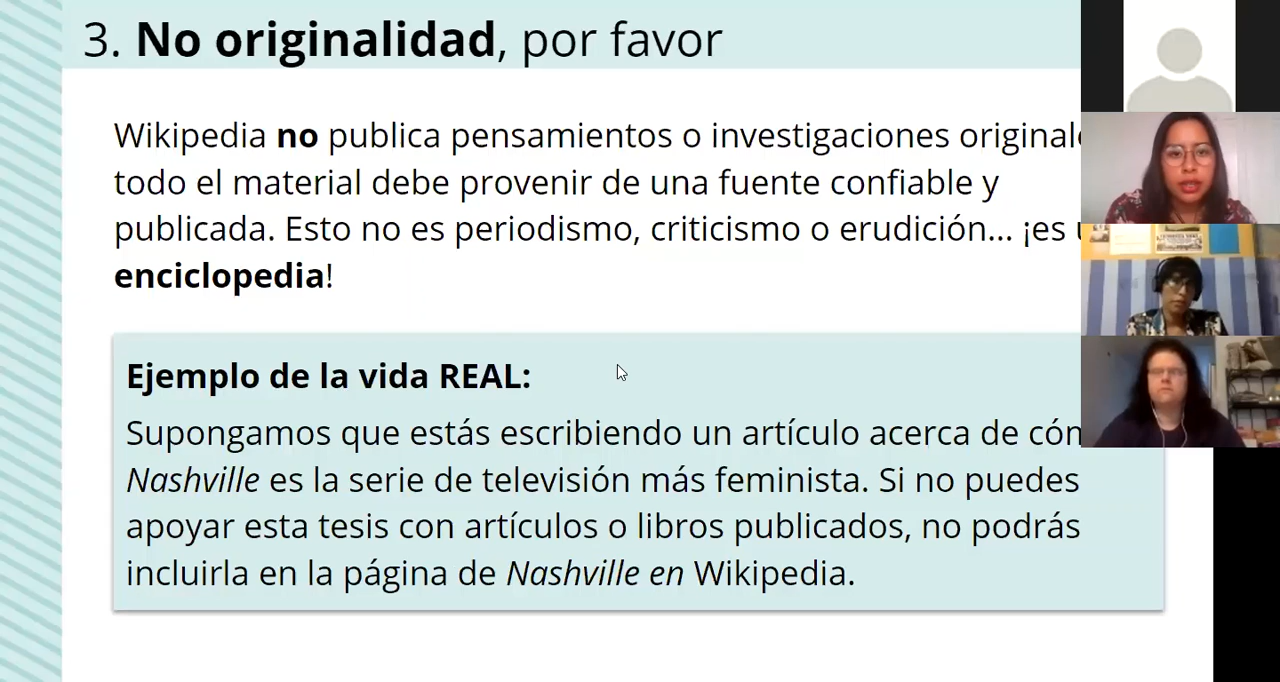 3. No originalidad, por favor
Wikipedia no publica pensamientos o investigaciones
todo el material debe provenir de una fuente confiable y
publicada. Esto no es periodismo, criticismo o erudición... ¡es
enciclopedia!
Ejemplo de la vida REAL:
Supongamos que estás escribiendo un artículo acerca de
Nashville es la serie de televisión más feminista. Si no puedes
apoyar esta tesis con artículos o libros publicados, no podrás
incluirla en la página de Nashville en Wikipedia.